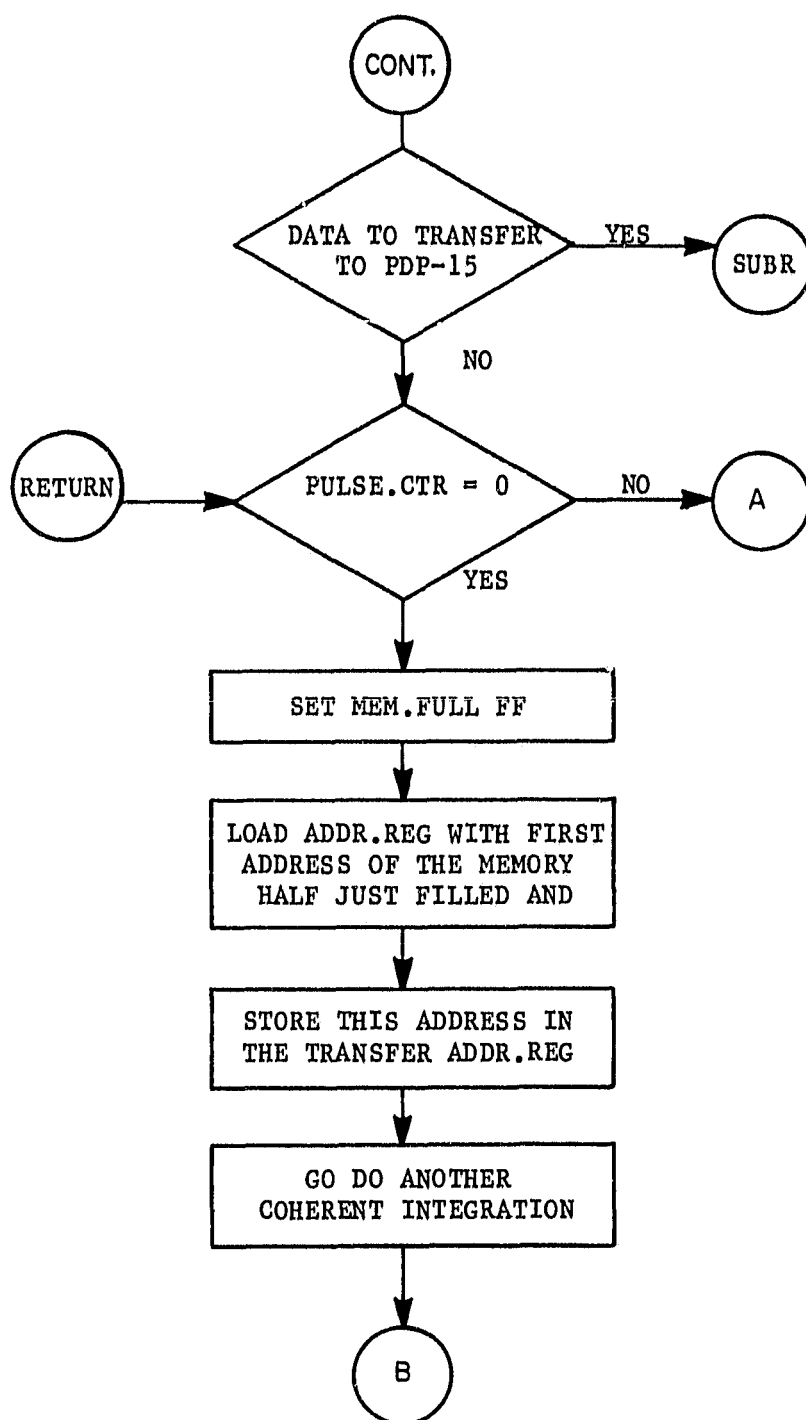 CONT.
DATA TO TRANSFER
TO PDP-15
YES
SUBR
NO
RETURN
PULSE.CTR = 0
NO
A
YES
SET MEM.FULL FF
LOAD ADDR.REG WITH FIRST
ADDRESS OF THE MEMORY
HALF JUST FILLED AND
STORE THIS ADDRESS IN
THE TRANSFER ADDR.REG
GO DO ANOTHER
COHERENT INTEGRATION
B